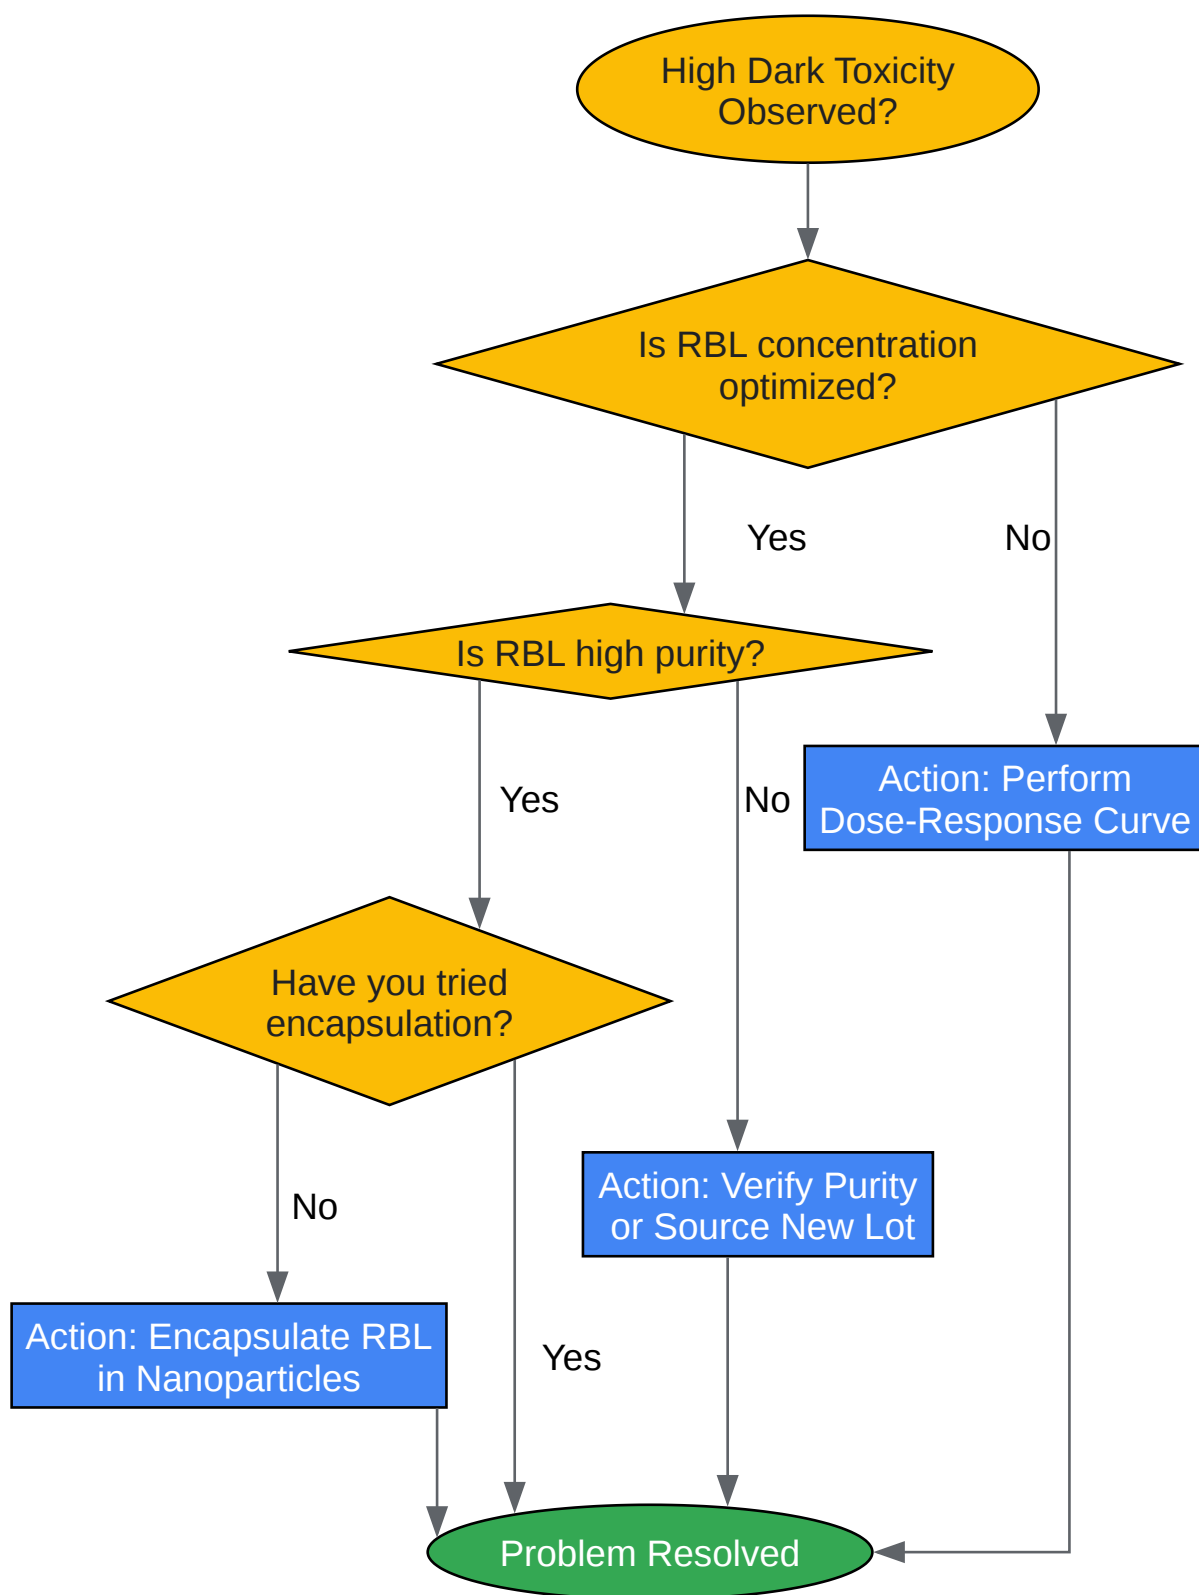 High Dark Toxicity
Observed?
Is RBL concentration
optimized?
Yes
No
Is RBL high purity?
Yes
No
Action: Perform
Dose-Response Curve
Have you tried
encapsulation?
No
Action: Verify Purity
or Source New Lot
Action: Encapsulate RBL
in Nanoparticles
Yes
Problem Resolved